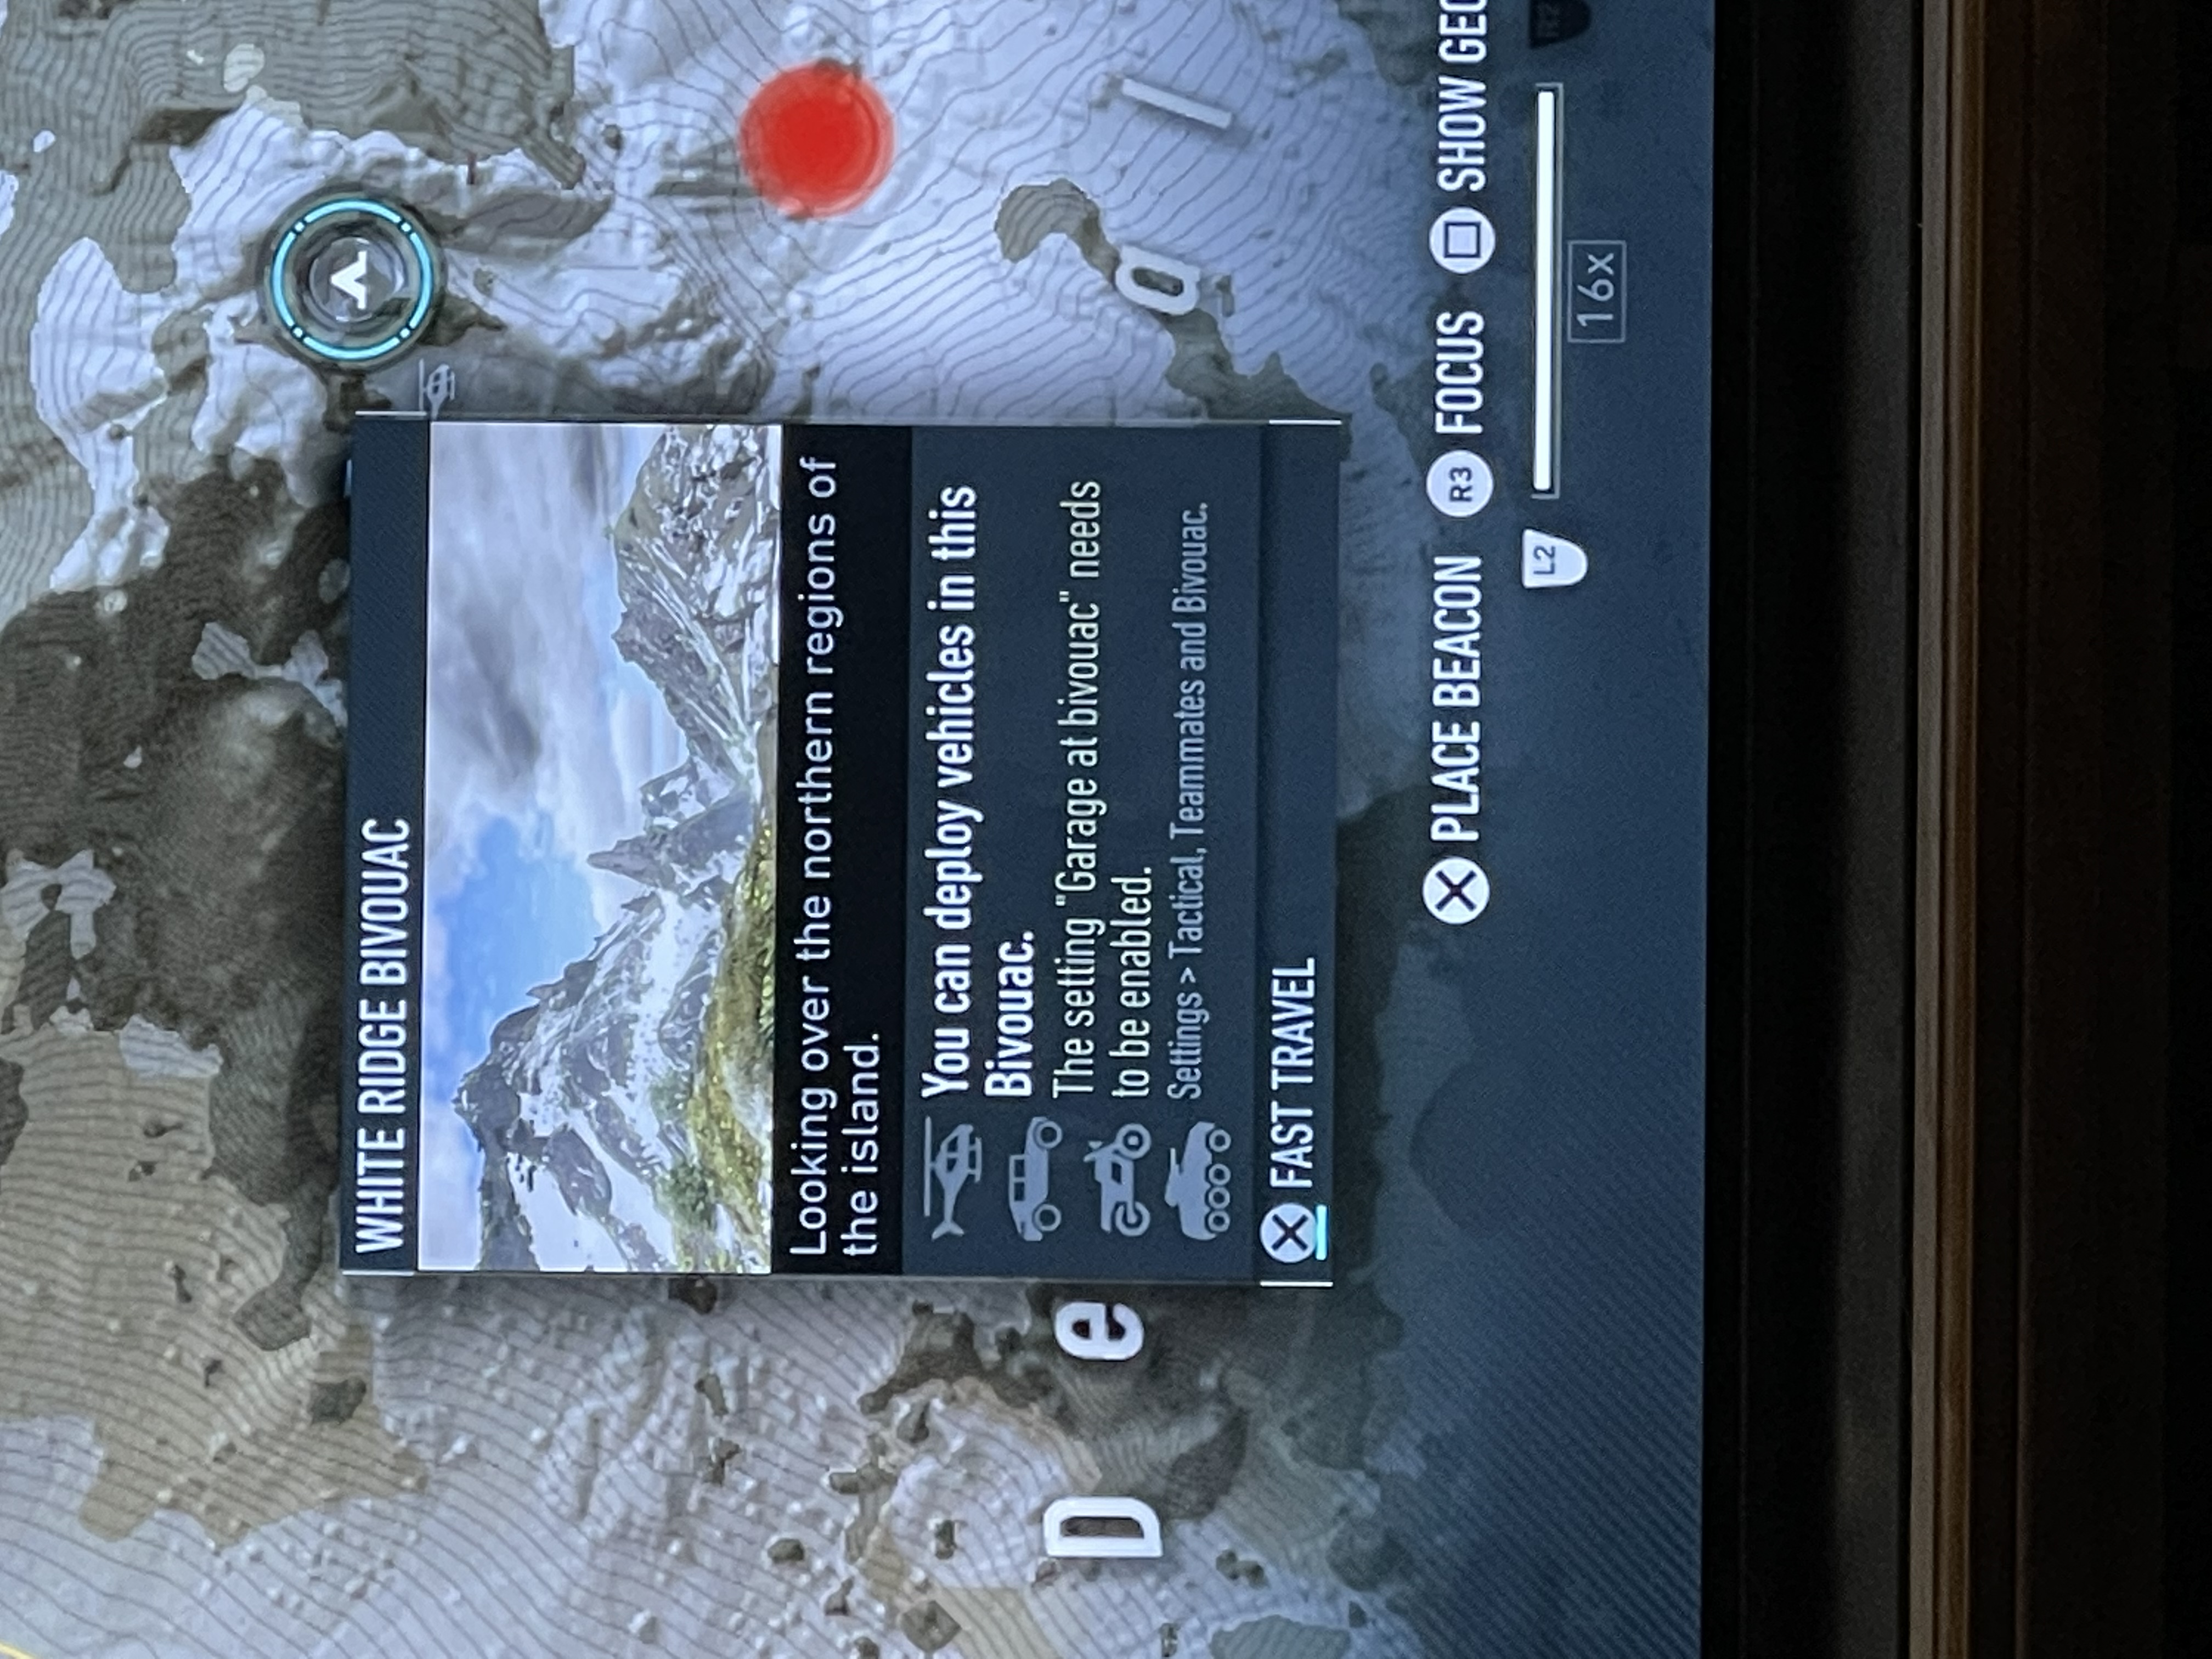 WHITE RIDGE BIVOUAC
Looking over the northern regions of
the island.
You can deploy vehicles in this
Bivouac.
The setting "Garage at bivouac" needs
to be enabled.
Settings > Tactical, Teammates and Bivouac.
FAST TRAVEL
D e
a l
PLACE BEACON R3 FOCUS SHOW GEO
L2 R2
16x